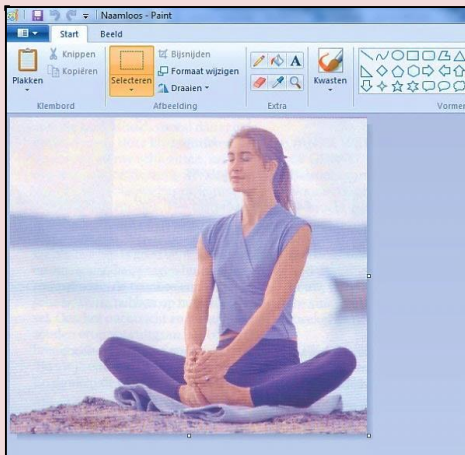 Naamloos - Paint
Start Beeld
Plakken
Knippen
Kopiëren
Klembord
Selecteren
Bijsnijden
Formaat wijzigen
Draaien
Afbeelding
A
Extra
Kwasten
Vormen